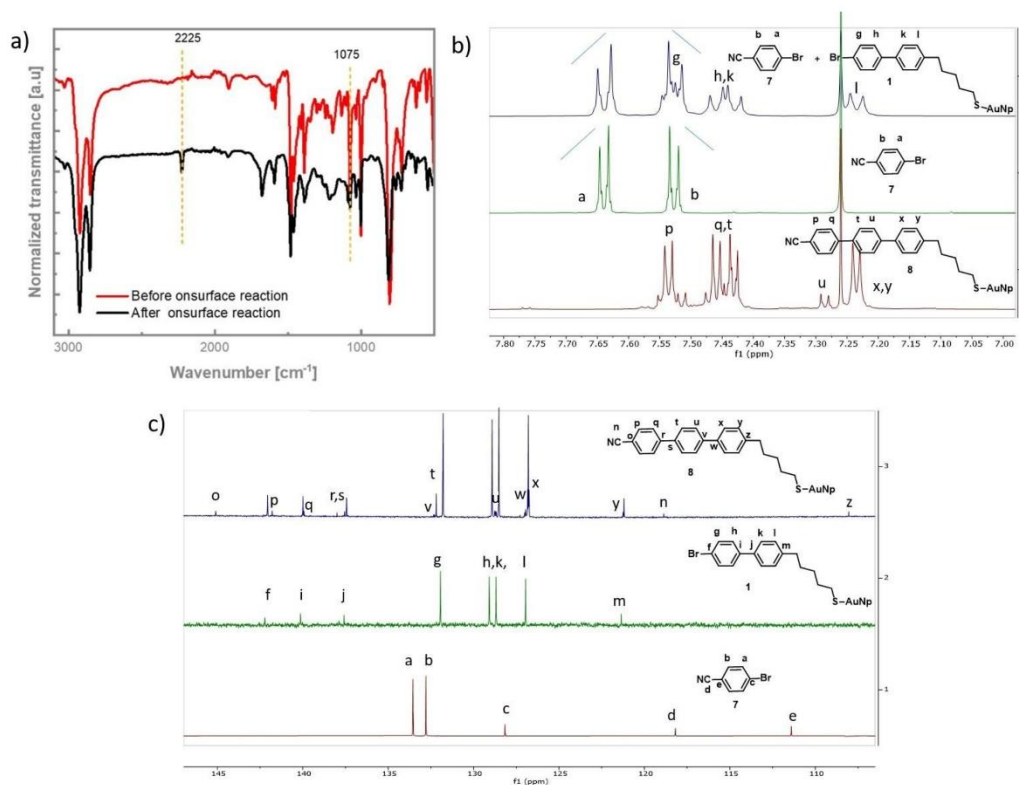 a)
2225
1075
Normalized transmittance [a.u]
Before onsurface reaction
After onsurface reaction
3000 2000 1000
Wavenumber [cm⁻¹]
b)
g
h,k
l
b a
NC Br
7
+
g h k l
Br
1
S-AuNp
a
b
b a
NC Br
7
p
q,t
u
x,y
p q t u x y
NC
8
S-AuNp
7.80 7.75 7.70 7.65 7.60 7.55 7.50 7.45 7.40 7.35 7.30 7.25 7.20 7.15 7.10 7.05 7.00
f1 (ppm)
c)
o p q r,s v t u w x y n z
n p q t u x y
NC o r s v w z
8
S-AuNp
3
f i j g h,k, l m
g h k l
Br f i j m
1
S-AuNp
2
a b c d e
b a
NC e c Br
d
7
1
145 140 135 130 125 120 115 110
f1 (ppm)